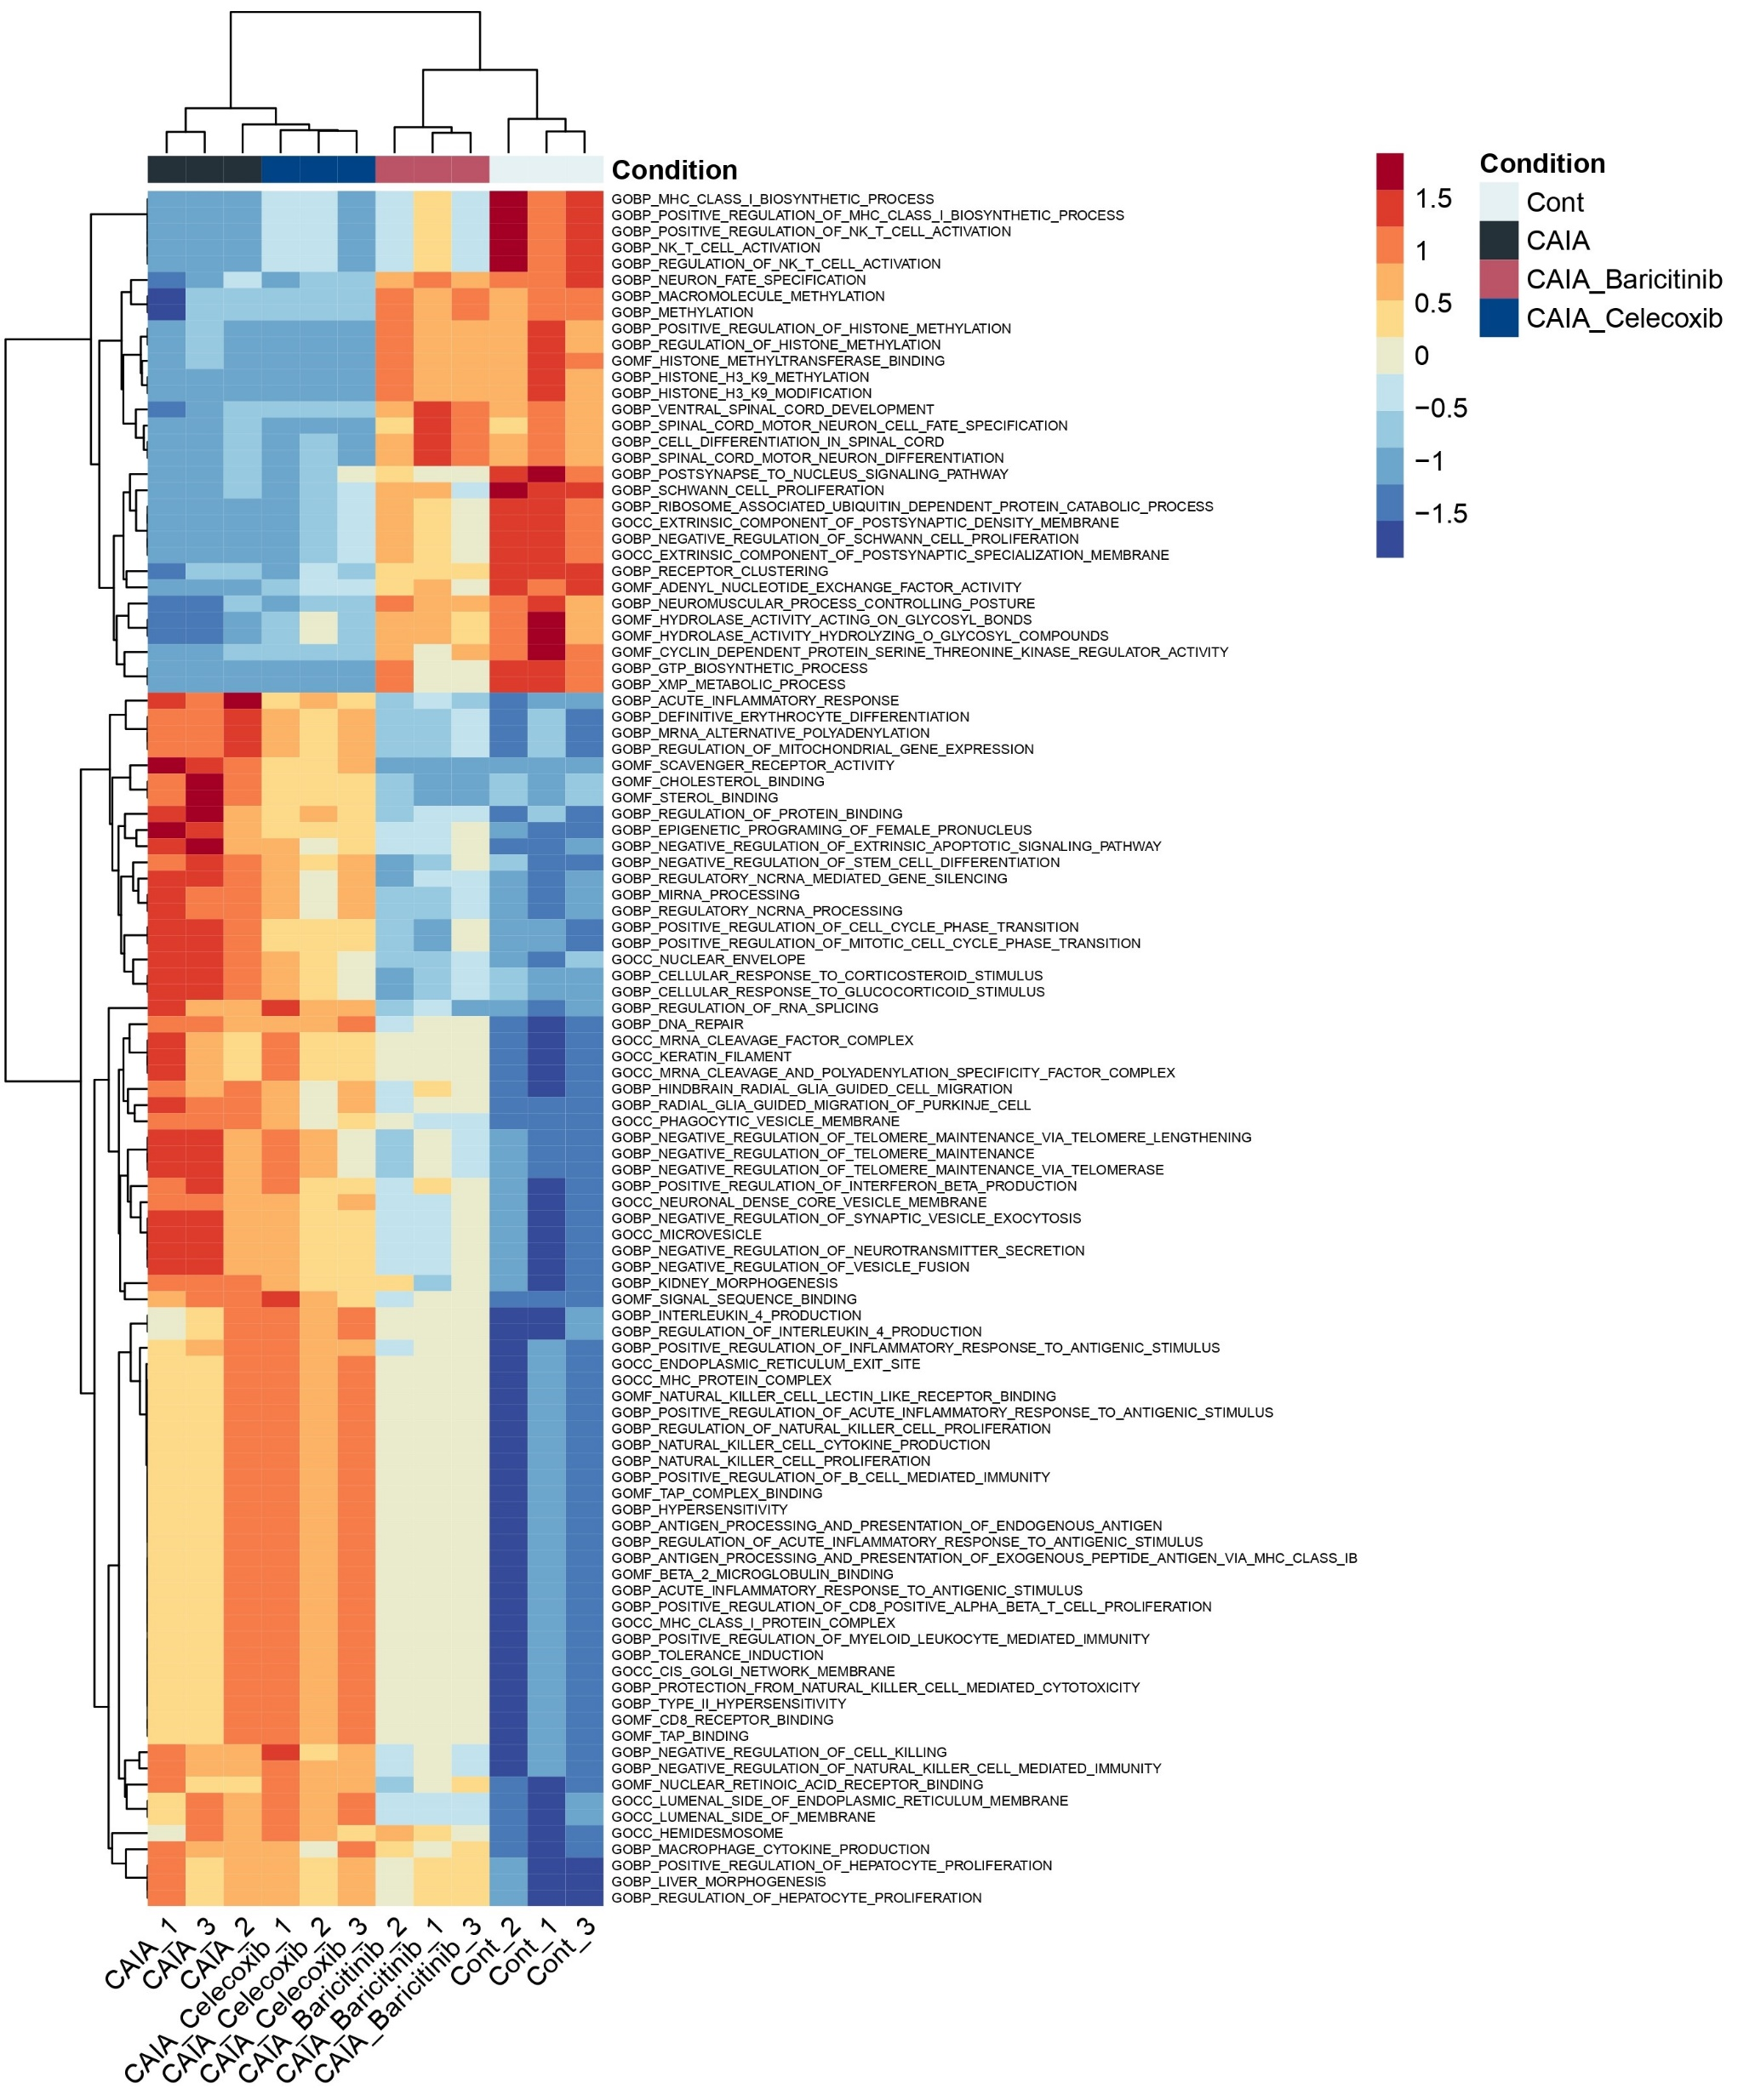 Condition
GOBP_MHC_CLASS_I_BIOSYNTHETIC_PROCESS
GOBP_POSITIVE_REGULATION_OF_MHC_CLASS_I_BIOSYNTHETIC_PROCESS
GOBP_POSITIVE_REGULATION_OF_NK_T_CELL_ACTIVATION
GOBP_NK_T_CELL_ACTIVATION
GOBP_REGULATION_OF_NK_T_CELL_ACTIVATION
GOBP_NEURON_FATE_SPECIFICATION
GOBP_MACROMOLECULE_METHYLATION
GOBP_METHYLATION
GOBP_POSITIVE_REGULATION_OF_HISTONE_METHYLATION
GOBP_REGULATION_OF_HISTONE_METHYLATION
GOMF_HISTONE_METHYLTRANSFERASE_BINDING
GOBP_HISTONE_H3_K9_METHYLATION
GOBP_HISTONE_H3_K9_MODIFICATION
GOBP_VENTRAL_SPINAL_CORD_DEVELOPMENT
GOBP_SPINAL_CORD_MOTOR_NEURON_CELL_FATE_SPECIFICATION
GOBP_CELL_DIFFERENTIATION_IN_SPINAL_CORD
GOBP_SPINAL_CORD_MOTOR_NEURON_DIFFERENTIATION
GOBP_POSTSYNAPSE_TO_NUCLEUS_SIGNALING_PATHWAY
GOBP_SCHWANN_CELL_PROLIFERATION
GOBP_RIBOSOME_ASSOCIATED_UBIQUITIN_DEPENDENT_PROTEIN_CATABOLIC_PROCESS
GOCC_EXTRINSIC_COMPONENT_OF_POSTSYNAPTIC_DENSITY_MEMBRANE
GOBP_NEGATIVE_REGULATION_OF_SCHWANN_CELL_PROLIFERATION
GOCC_EXTRINSIC_COMPONENT_OF_POSTSYNAPTIC_SPECIALIZATION_MEMBRANE
GOBP_RECEPTOR_CLUSTERING
GOMF_ADENYL_NUCLEOTIDE_EXCHANGE_FACTOR_ACTIVITY
GOBP_NEUROMUSCULAR_PROCESS_CONTROLLING_POSTURE
GOMF_HYDROLASE_ACTIVITY_ACTING_ON_GLYCOSYL_BONDS
GOMF_HYDROLASE_ACTIVITY_HYDROLYZING_O_GLYCOSYL_COMPOUNDS
GOMF_CYCLIN_DEPENDENT_PROTEIN_SERINE_THREONINE_KINASE_REGULATOR_ACTIVITY
GOBP_GTP_BIOSYNTHETIC_PROCESS
GOBP_XMP_METABOLIC_PROCESS
GOBP_ACUTE_INFLAMMATORY_RESPONSE
GOBP_DEFINITIVE_ERYTHROCYTE_DIFFERENTIATION
GOBP_MRNA_ALTERNATIVE_POLYADENYLATION
GOBP_REGULATION_OF_MITOCHONDRIAL_GENE_EXPRESSION
GOMF_SCAVENGER_RECEPTOR_ACTIVITY
GOMF_CHOLESTEROL_BINDING
GOMF_STEROL_BINDING
GOBP_REGULATION_OF_PROTEIN_BINDING
GOBP_EPIGENETIC_PROGRAMING_OF_FEMALE_PRONUCLEUS
GOBP_NEGATIVE_REGULATION_OF_EXTRINSIC_APOPTOTIC_SIGNALING_PATHWAY
GOBP_NEGATIVE_REGULATION_OF_STEM_CELL_DIFFERENTIATION
GOBP_REGULATORY_NCRNA_MEDIATED_GENE_SILENCING
GOBP_MIRNA_PROCESSING
GOBP_REGULATORY_NCRNA_PROCESSING
GOBP_POSITIVE_REGULATION_OF_CELL_CYCLE_PHASE_TRANSITION
GOBP_POSITIVE_REGULATION_OF_MITOTIC_CELL_CYCLE_PHASE_TRANSITION
GOCC_NUCLEAR_ENVELOPE
GOBP_CELLULAR_RESPONSE_TO_CORTICOSTEROID_STIMULUS
GOBP_CELLULAR_RESPONSE_TO_GLUCOCORTICOID_STIMULUS
GOBP_REGULATION_OF_RNA_SPLICING
GOBP_DNA_REPAIR
GOCC_MRNA_CLEAVAGE_FACTOR_COMPLEX
GOCC_KERATIN_FILAMENT
GOCC_MRNA_CLEAVAGE_AND_POLYADENYLATION_SPECIFICITY_FACTOR_COMPLEX
GOBP_HINDBRAIN_RADIAL_GLIA_GUIDED_CELL_MIGRATION
GOBP_RADIAL_GLIA_GUIDED_MIGRATION_OF_PURKINJE_CELL
GOCC_PHAGOCYTIC_VESICLE_MEMBRANE
GOBP_NEGATIVE_REGULATION_OF_TELOMERE_MAINTENANCE_VIA_TELOMERE_LENGTHENING
GOBP_NEGATIVE_REGULATION_OF_TELOMERE_MAINTENANCE
GOBP_NEGATIVE_REGULATION_OF_TELOMERE_MAINTENANCE_VIA_TELOMERASE
GOBP_POSITIVE_REGULATION_OF_INTERFERON_BETA_PRODUCTION
GOCC_NEURONAL_DENSE_CORE_VESICLE_MEMBRANE
GOBP_NEGATIVE_REGULATION_OF_SYNAPTIC_VESICLE_EXOCYTOSIS
GOCC_MICROVESICLE
GOBP_NEGATIVE_REGULATION_OF_NEUROTRANSMITTER_SECRETION
GOBP_NEGATIVE_REGULATION_OF_VESICLE_FUSION
GOBP_KIDNEY_MORPHOGENESIS
GOMF_SIGNAL_SEQUENCE_BINDING
GOBP_INTERLEUKIN_4_PRODUCTION
GOBP_REGULATION_OF_INTERLEUKIN_4_PRODUCTION
GOBP_POSITIVE_REGULATION_OF_INFLAMMATORY_RESPONSE_TO_ANTIGENIC_STIMULUS
GOCC_ENDOPLASMIC_RETICULUM_EXIT_SITE
GOCC_MHC_PROTEIN_COMPLEX
GOMF_NATURAL_KILLER_CELL_LECTIN_LIKE_RECEPTOR_BINDING
GOBP_POSITIVE_REGULATION_OF_ACUTE_INFLAMMATORY_RESPONSE_TO_ANTIGENIC_STIMULUS
GOBP_REGULATION_OF_NATURAL_KILLER_CELL_PROLIFERATION
GOBP_NATURAL_KILLER_CELL_CYTOKINE_PRODUCTION
GOBP_NATURAL_KILLER_CELL_PROLIFERATION
GOBP_POSITIVE_REGULATION_OF_B_CELL_MEDIATED_IMMUNITY
GOMF_TAP_COMPLEX_BINDING
GOBP_HYPERSENSITIVITY
GOBP_ANTIGEN_PROCESSING_AND_PRESENTATION_OF_ENDOGENOUS_ANTIGEN
GOBP_REGULATION_OF_ACUTE_INFLAMMATORY_RESPONSE_TO_ANTIGENIC_STIMULUS
GOBP_ANTIGEN_PROCESSING_AND_PRESENTATION_OF_EXOGENOUS_PEPTIDE_ANTIGEN_VIA_MHC_CLASS_IB
GOMF_BETA_2_MICROGLOBULIN_BINDING
GOBP_ACUTE_INFLAMMATORY_RESPONSE_TO_ANTIGENIC_STIMULUS
GOBP_POSITIVE_REGULATION_OF_CD8_POSITIVE_ALPHA_BETA_T_CELL_PROLIFERATION
GOCC_MHC_CLASS_I_PROTEIN_COMPLEX
GOBP_POSITIVE_REGULATION_OF_MYELOID_LEUKOCYTE_MEDIATED_IMMUNITY
GOBP_TOLERANCE_INDUCTION
GOCC_CIS_GOLGI_NETWORK_MEMBRANE
GOBP_PROTECTION_FROM_NATURAL_KILLER_CELL_MEDIATED_CYTOTOXICITY
GOBP_TYPE_II_HYPERSENSITIVITY
GOMF_CD8_RECEPTOR_BINDING
GOMF_TAP_BINDING
GOBP_NEGATIVE_REGULATION_OF_CELL_KILLING
GOBP_NEGATIVE_REGULATION_OF_NATURAL_KILLER_CELL_MEDIATED_IMMUNITY
GOMF_NUCLEAR_RETINOIC_ACID_RECEPTOR_BINDING
GOCC_LUMENAL_SIDE_OF_ENDOPLASMIC_RETICULUM_MEMBRANE
GOCC_LUMENAL_SIDE_OF_MEMBRANE
GOCC_HEMIDESMOSOME
GOBP_MACROPHAGE_CYTOKINE_PRODUCTION
GOBP_POSITIVE_REGULATION_OF_HEPATOCYTE_PROLIFERATION
GOBP_LIVER_MORPHOGENESIS
GOBP_REGULATION_OF_HEPATOCYTE_PROLIFERATION
CAIA_1
CAIA_3
CAIA_2
CAIA_Celecoxib_1
CAIA_Celecoxib_2
CAIA_Celecoxib_3
CAIA_Baricitinib_2
CAIA_Baricitinib_1
CAIA_Baricitinib_3
Cont_2
Cont_1
Cont_3
1.5
1
0.5
0
−0.5
−1
−1.5
Condition
Cont
CAIA
CAIA_Baricitinib
CAIA_Celecoxib